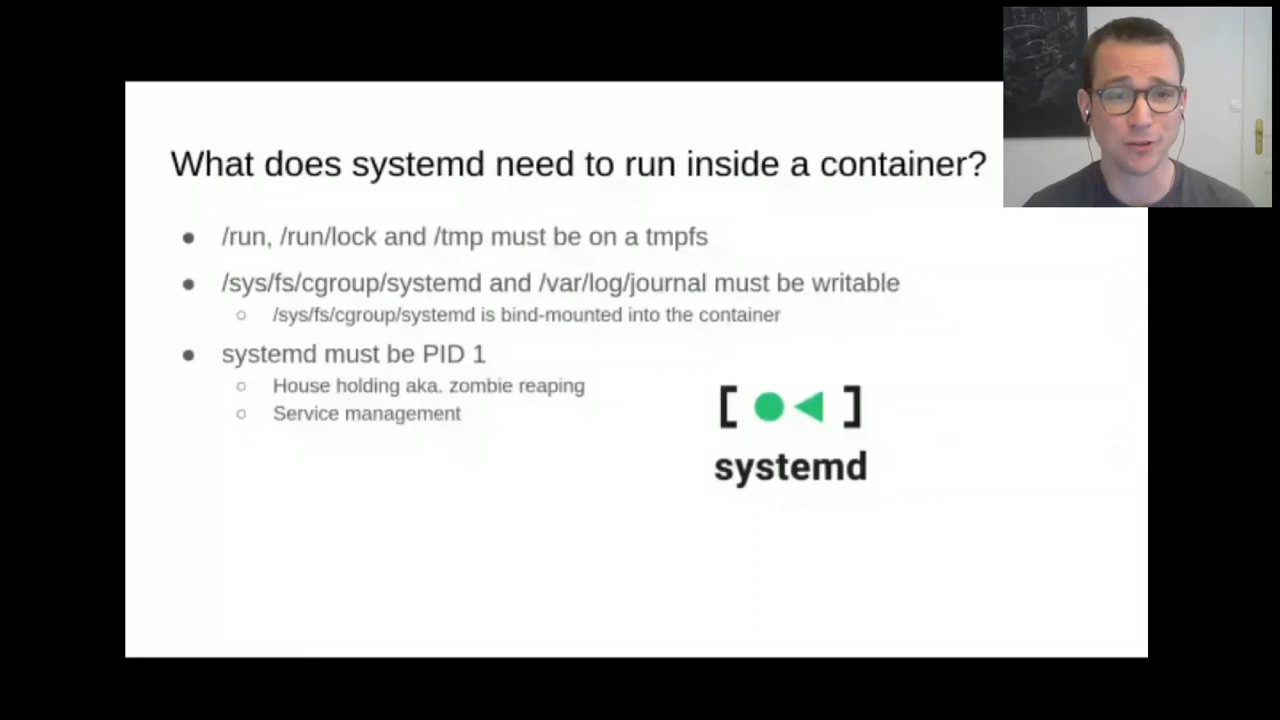 What does systemd need to run inside a container?
● /run, /run/lock and /tmp must be on a tmpfs
● /sys/fs/cgroup/systemd and /var/log/journal must be writable
○ /sys/fs/cgroup/systemd is bind-mounted into the container
● systemd must be PID 1
○ House holding aka. zombie reaping
○ Service management
systemd